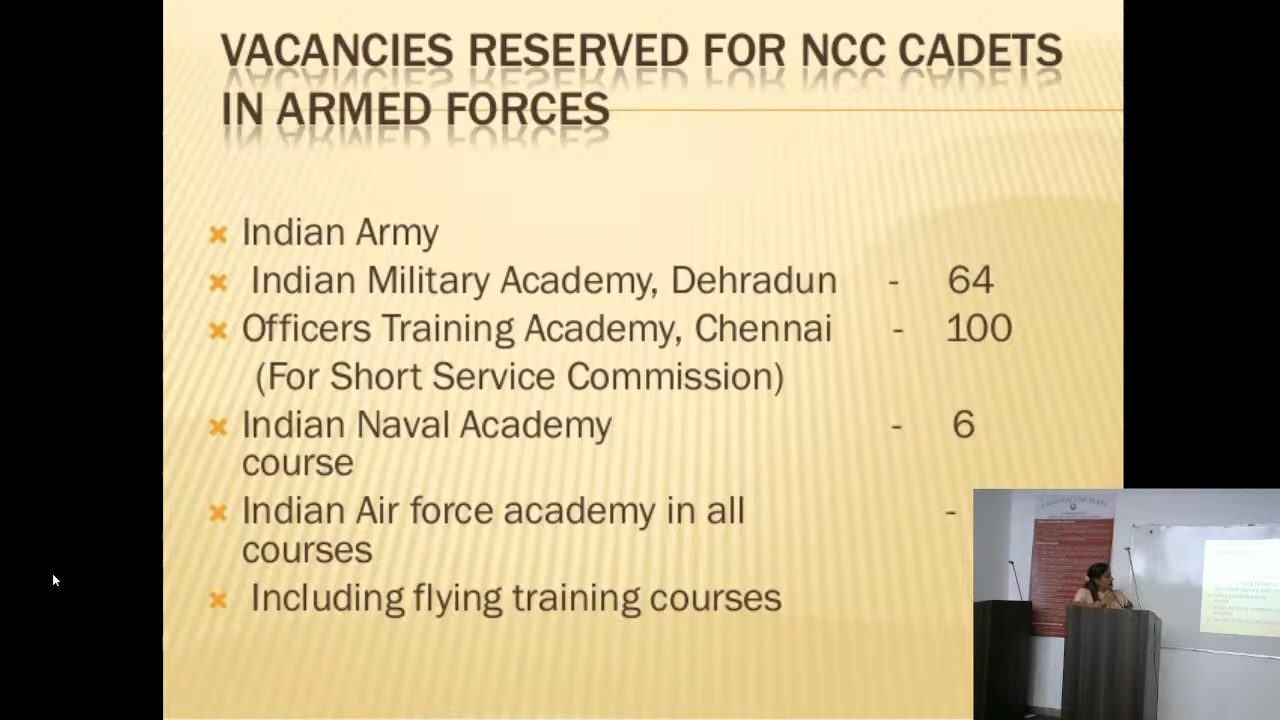 VACANCIES RESERVED FOR NCC CADETS
IN ARMED FORCES
Indian Army
Indian Military Academy, Dehradun - 64
Officers Training Academy, Chennai - 100
(For Short Service Commission)
Indian Naval Academy - 6
course
Indian Air force academy in all -
courses
Including flying training courses